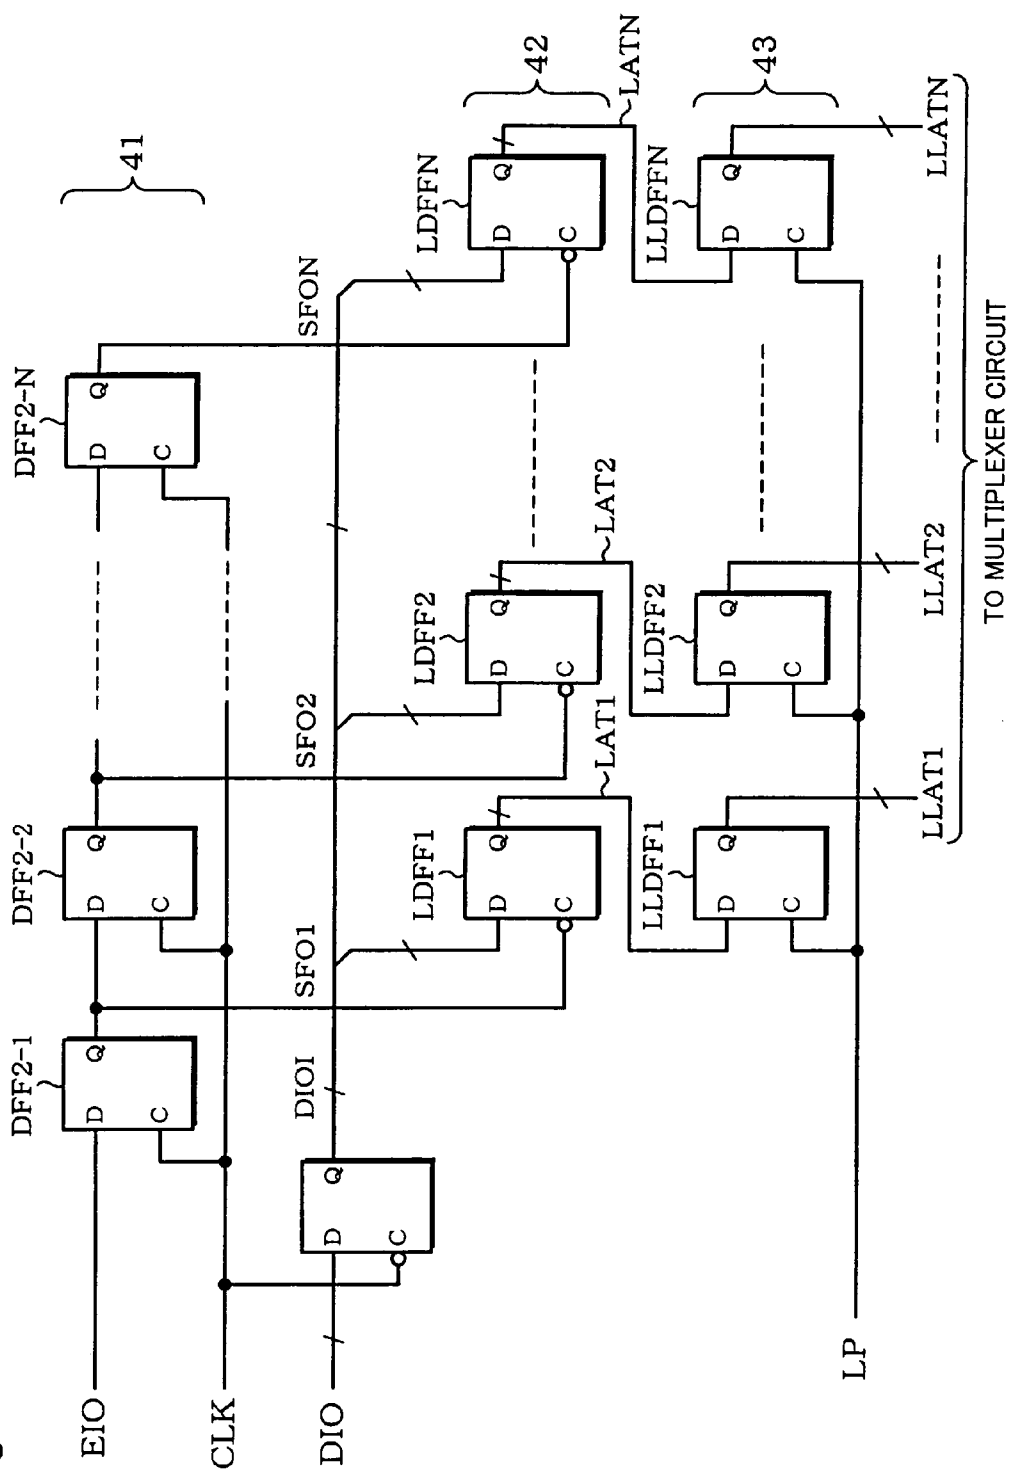 DFF2-1
DFF2-2
DFF2-N
41
EIO
D
Q
C
D
Q
C
D
Q
C
CLK
DIO
D
Q
C
DIOI
SFO1
SFO2
SFON
LDFF1
LDFF2
LDFFN
42
D
Q
C
D
Q
C
D
Q
C
LAT1
LAT2
LATN
LLDFF1
LLDFF2
LLDFFN
43
D
Q
C
D
Q
C
D
Q
C
LP
LLAT1
LLAT2
LLATN
TO MULTIPLEXER CIRCUIT